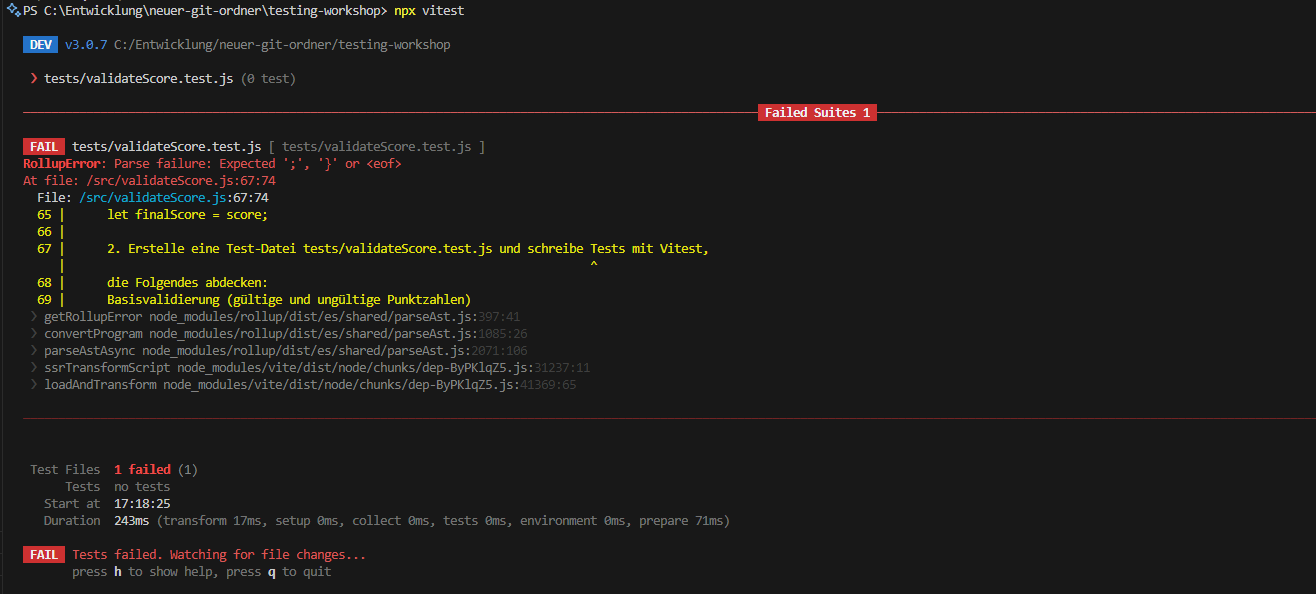 PS C:\Entwicklung\neuer-git-ordner\testing-workshop> npx vitest
DEV v3.0.7 C:/Entwicklung/neuer-git-ordner/testing-workshop
❯ tests/validateScore.test.js (0 test)
Failed Suites 1
FAIL tests/validateScore.test.js [ tests/validateScore.test.js ]
RollupError: Parse failure: Expected ';', '}' or <eof>
At file: /src/validateScore.js:67:74
File: /src/validateScore.js:67:74
65 | let finalScore = score;
66 |
67 | 2. Erstelle eine Test-Datei tests/validateScore.test.js und schreibe Tests mit Vitest,
| ^
68 | die Folgendes abdecken:
69 | Basisvalidierung (gültige und ungültige Punktzahlen)
❯ getRollupError node_modules/rollup/dist/es/shared/parseAst.js:397:41
❯ convertProgram node_modules/rollup/dist/es/shared/parseAst.js:1085:26
❯ parseAstAsync node_modules/rollup/dist/es/shared/parseAst.js:2071:106
❯ ssrTransformScript node_modules/vite/dist/node/chunks/dep-ByPKlqZ5.js:31237:11
❯ loadAndTransform node_modules/vite/dist/node/chunks/dep-ByPKlqZ5.js:41369:65
Test Files 1 failed (1)
Tests no tests
Start at 17:18:25
Duration 243ms (transform 17ms, setup 0ms, collect 0ms, tests 0ms, environment 0ms, prepare 71ms)
FAIL Tests failed. Watching for file changes...
press h to show help, press q to quit